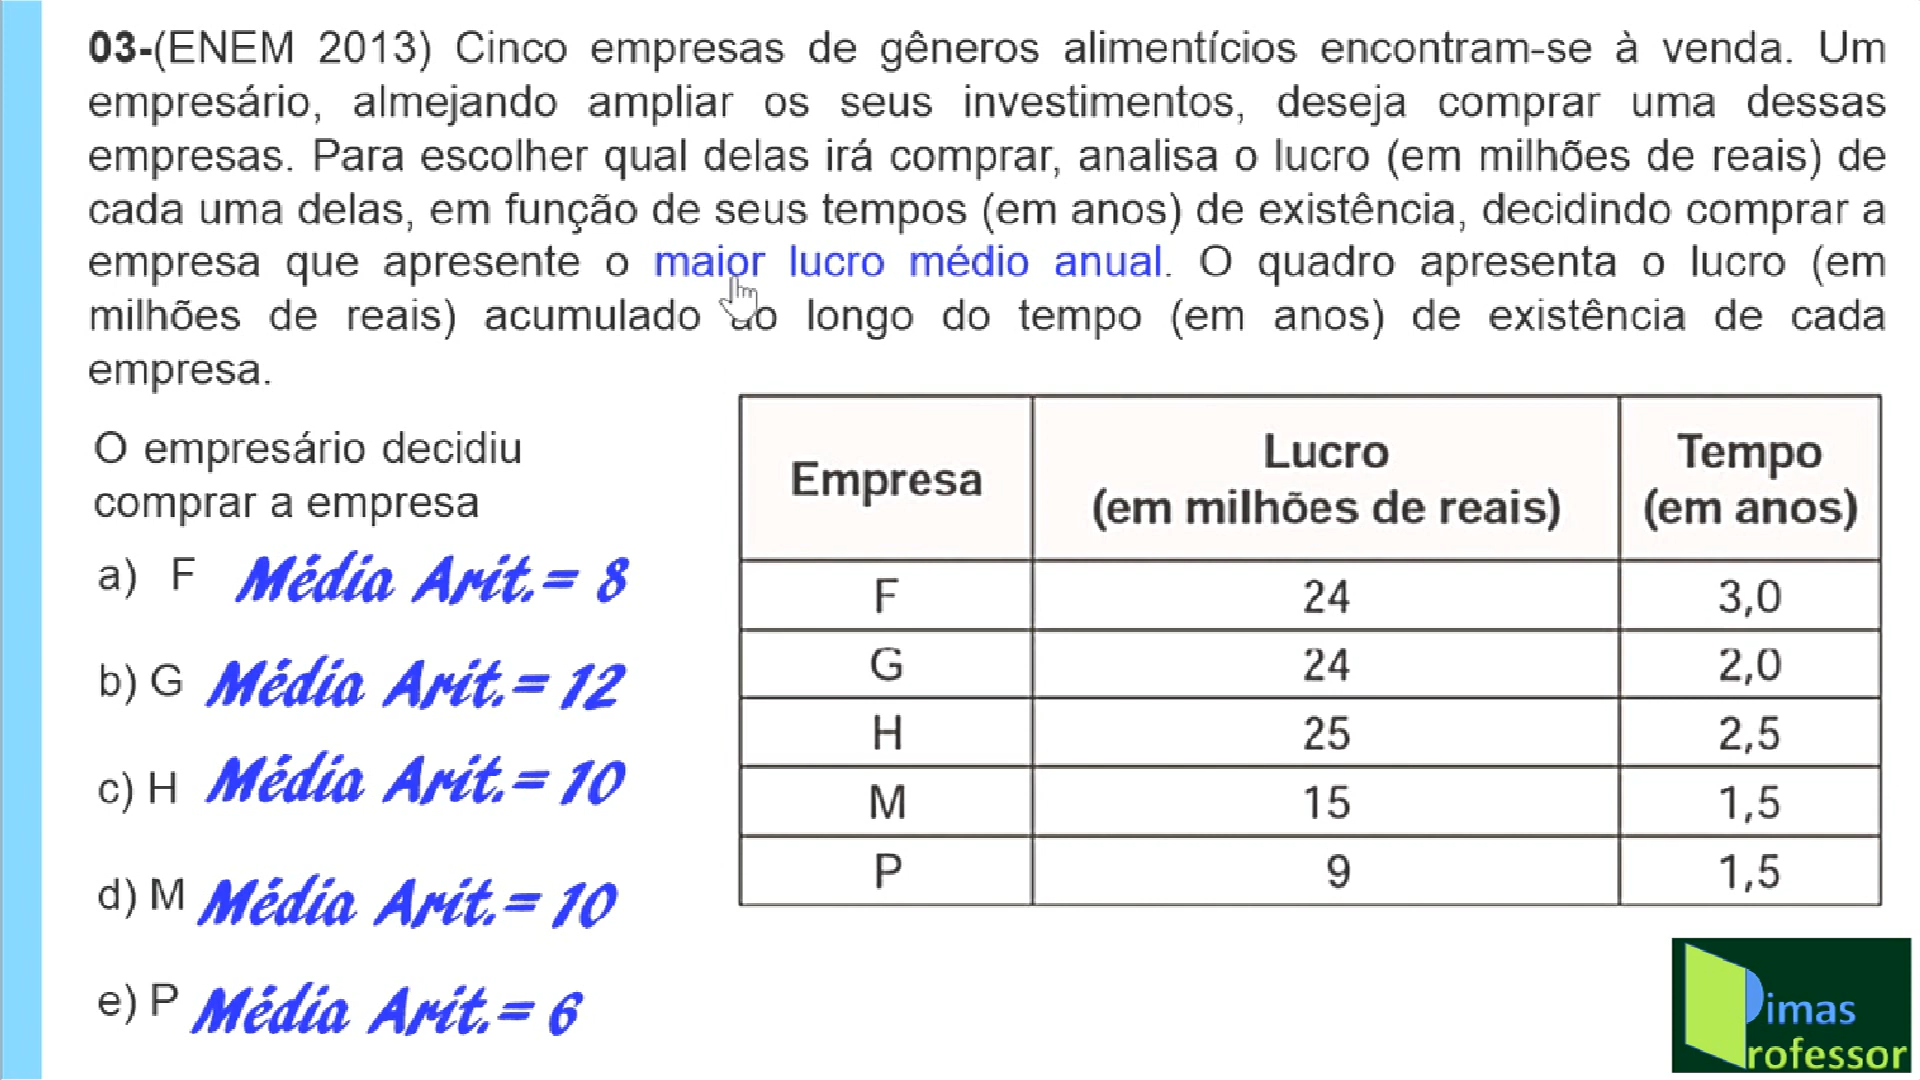 03-(ENEM 2013) Cinco empresas de gêneros alimentícios encontram-se à venda. Um
empresário, almejando ampliar os seus investimentos, deseja comprar uma dessas
empresas. Para escolher qual delas irá comprar, analisa o lucro (em milhões de reais) de
cada uma delas, em função de seus tempos (em anos) de existência, decidindo comprar a
empresa que apresente o maior lucro médio anual. O quadro apresenta o lucro (em
milhões de reais) acumulado ao longo do tempo (em anos) de existência de cada
empresa.
O empresário decidiu
comprar a empresa
a) F Média Arit.= 8
b) G Média Arit.= 12
c) H Média Arit.= 10
d) M Média Arit.= 10
e) P Média Arit.= 6
Empresa Lucro (em milhões de reais) Tempo (em anos)
F 24 3,0
G 24 2,0
H 25 2,5
M 15 1,5
P 9 1,5
Dimas
Professor